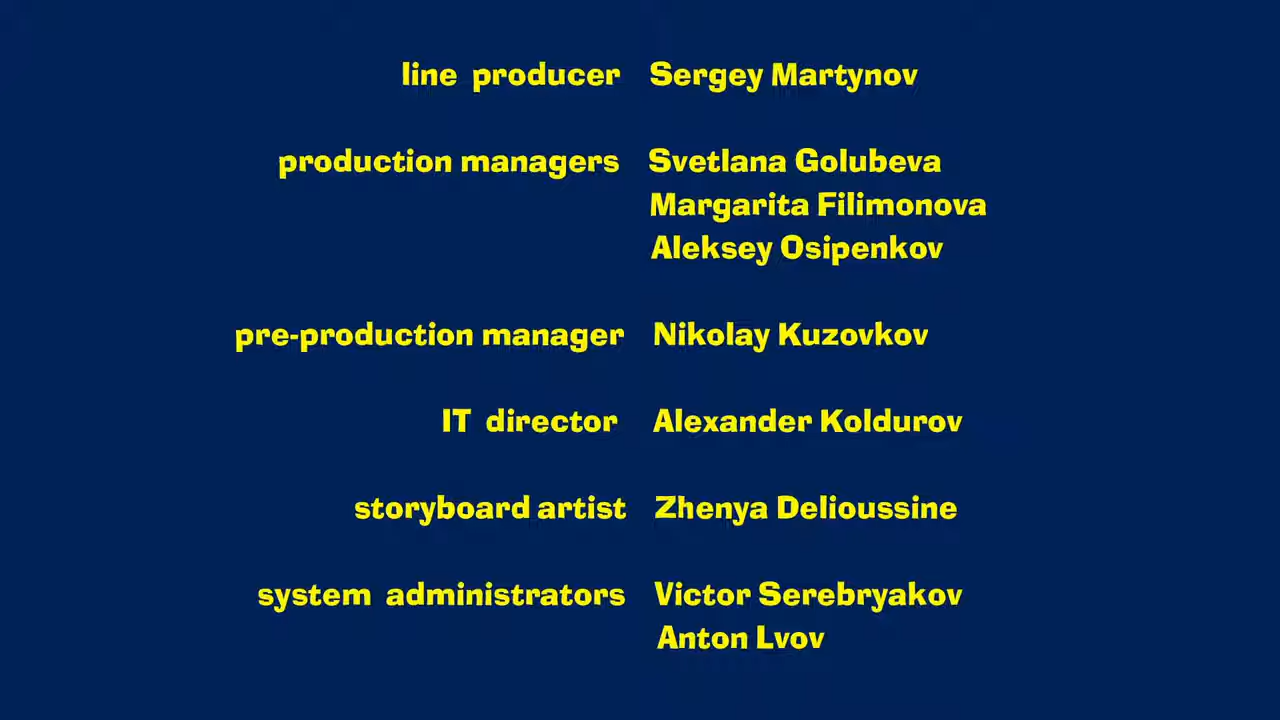 line producer Sergey Martynov
production managers Svetlana Golubeva
Margarita Filimonova
Aleksey Osipenkov
pre-production manager Nikolay Kuzovkov
IT director Alexander Koldurov
storyboard artist Zhenya Delioussine
system administrators Victor Serebryakov
Anton Lvov